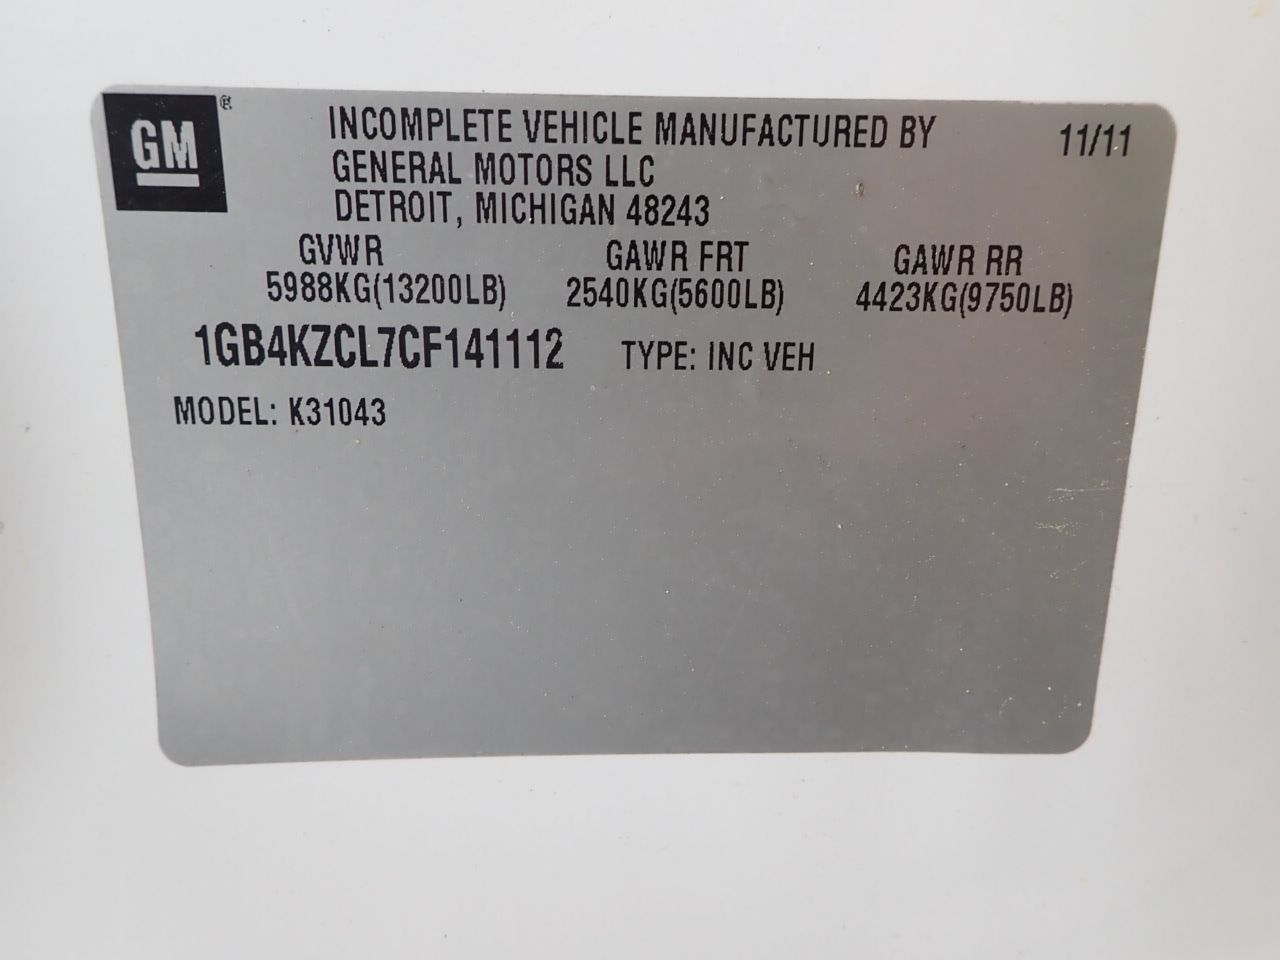 GM ®
INCOMPLETE VEHICLE MANUFACTURED BY 11/11
GENERAL MOTORS LLC
DETROIT, MICHIGAN 48243
GVWR GAWR FRT GAWR RR
5988KG(13200LB) 2540KG(5600LB) 4423KG(9750LB)
1GB4KZCL7CF141112 TYPE: INC VEH
MODEL: K31043